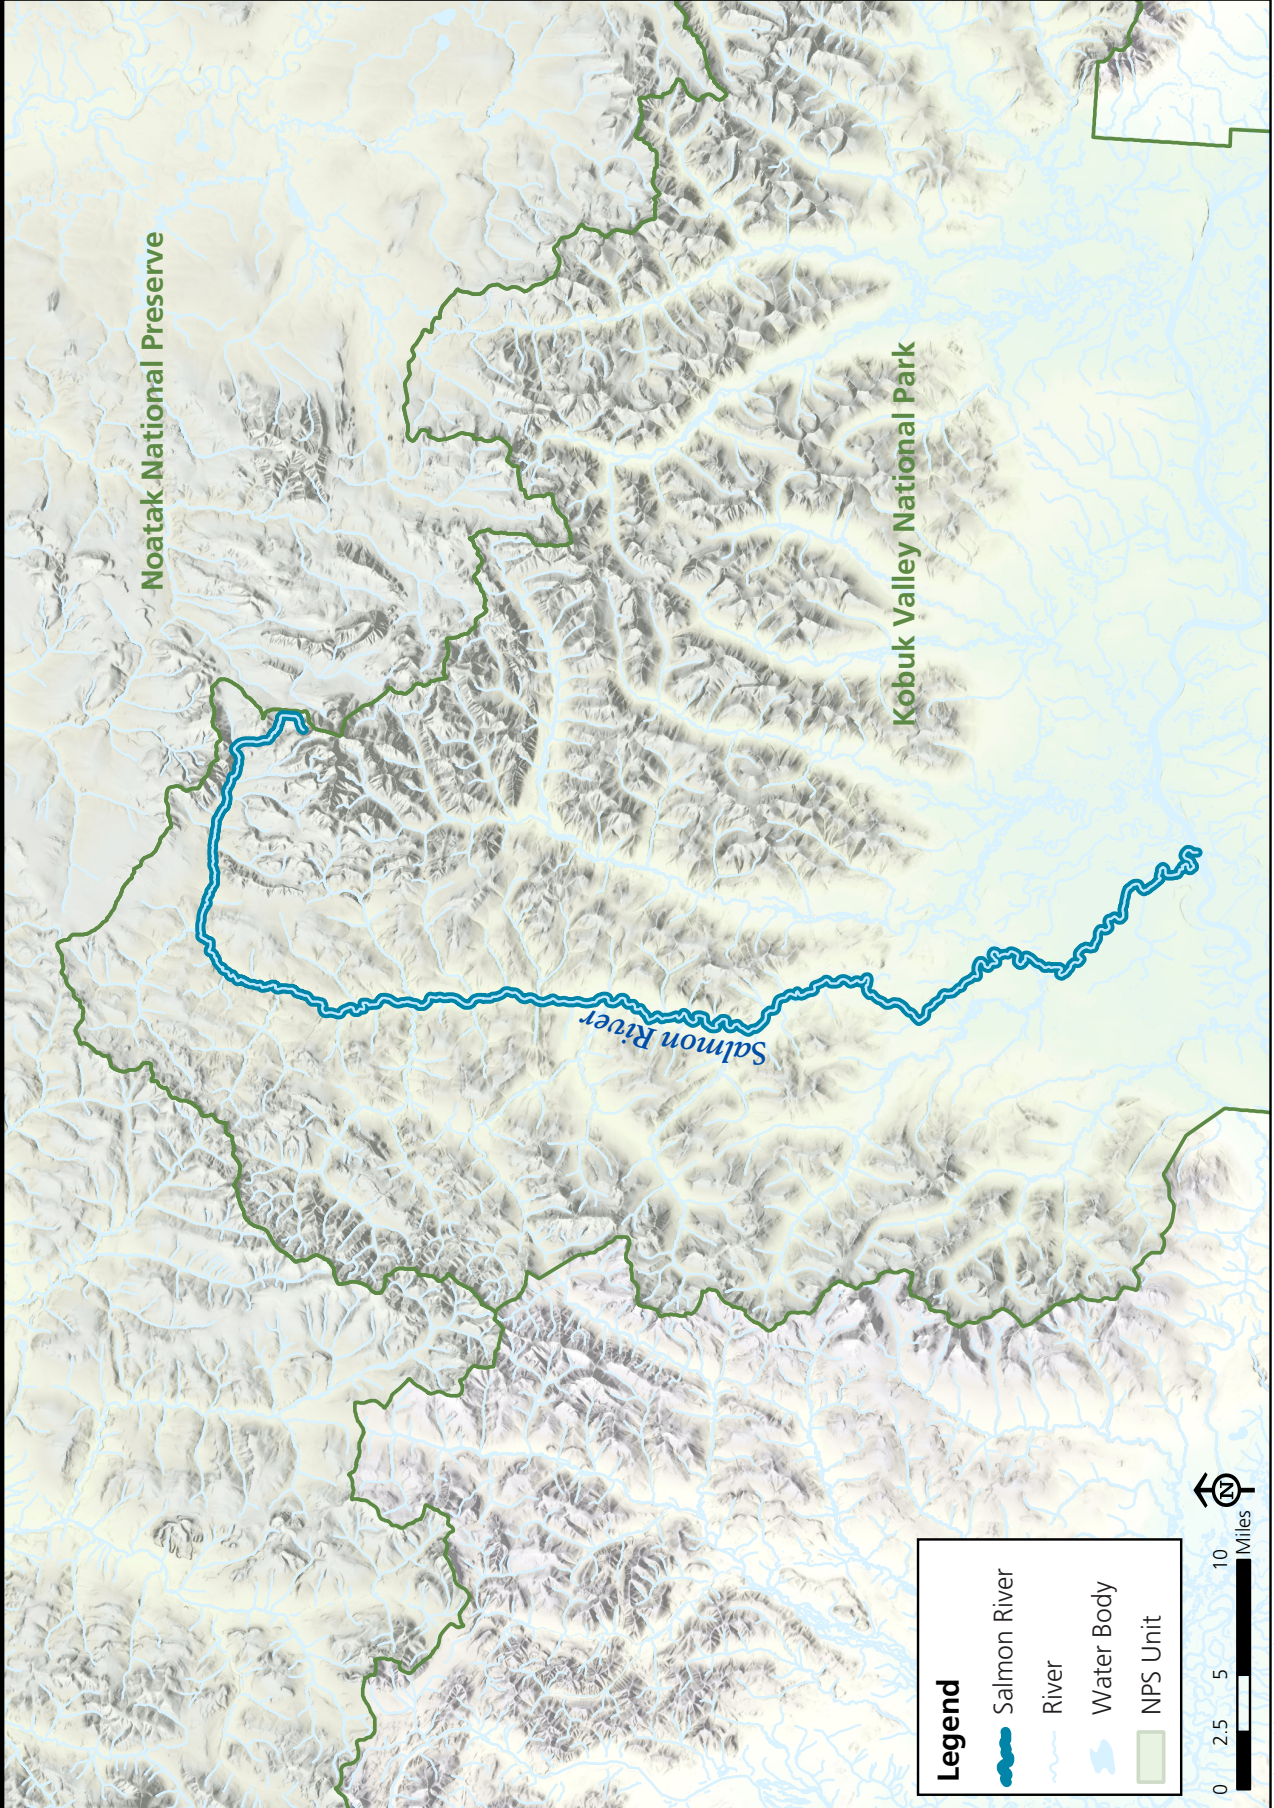 Noatak National Preserve
Kobuk Valley National Park
Salmon River
Legend
Salmon River
River
Water Body
NPS Unit
0 2.5 5 10
Miles
N